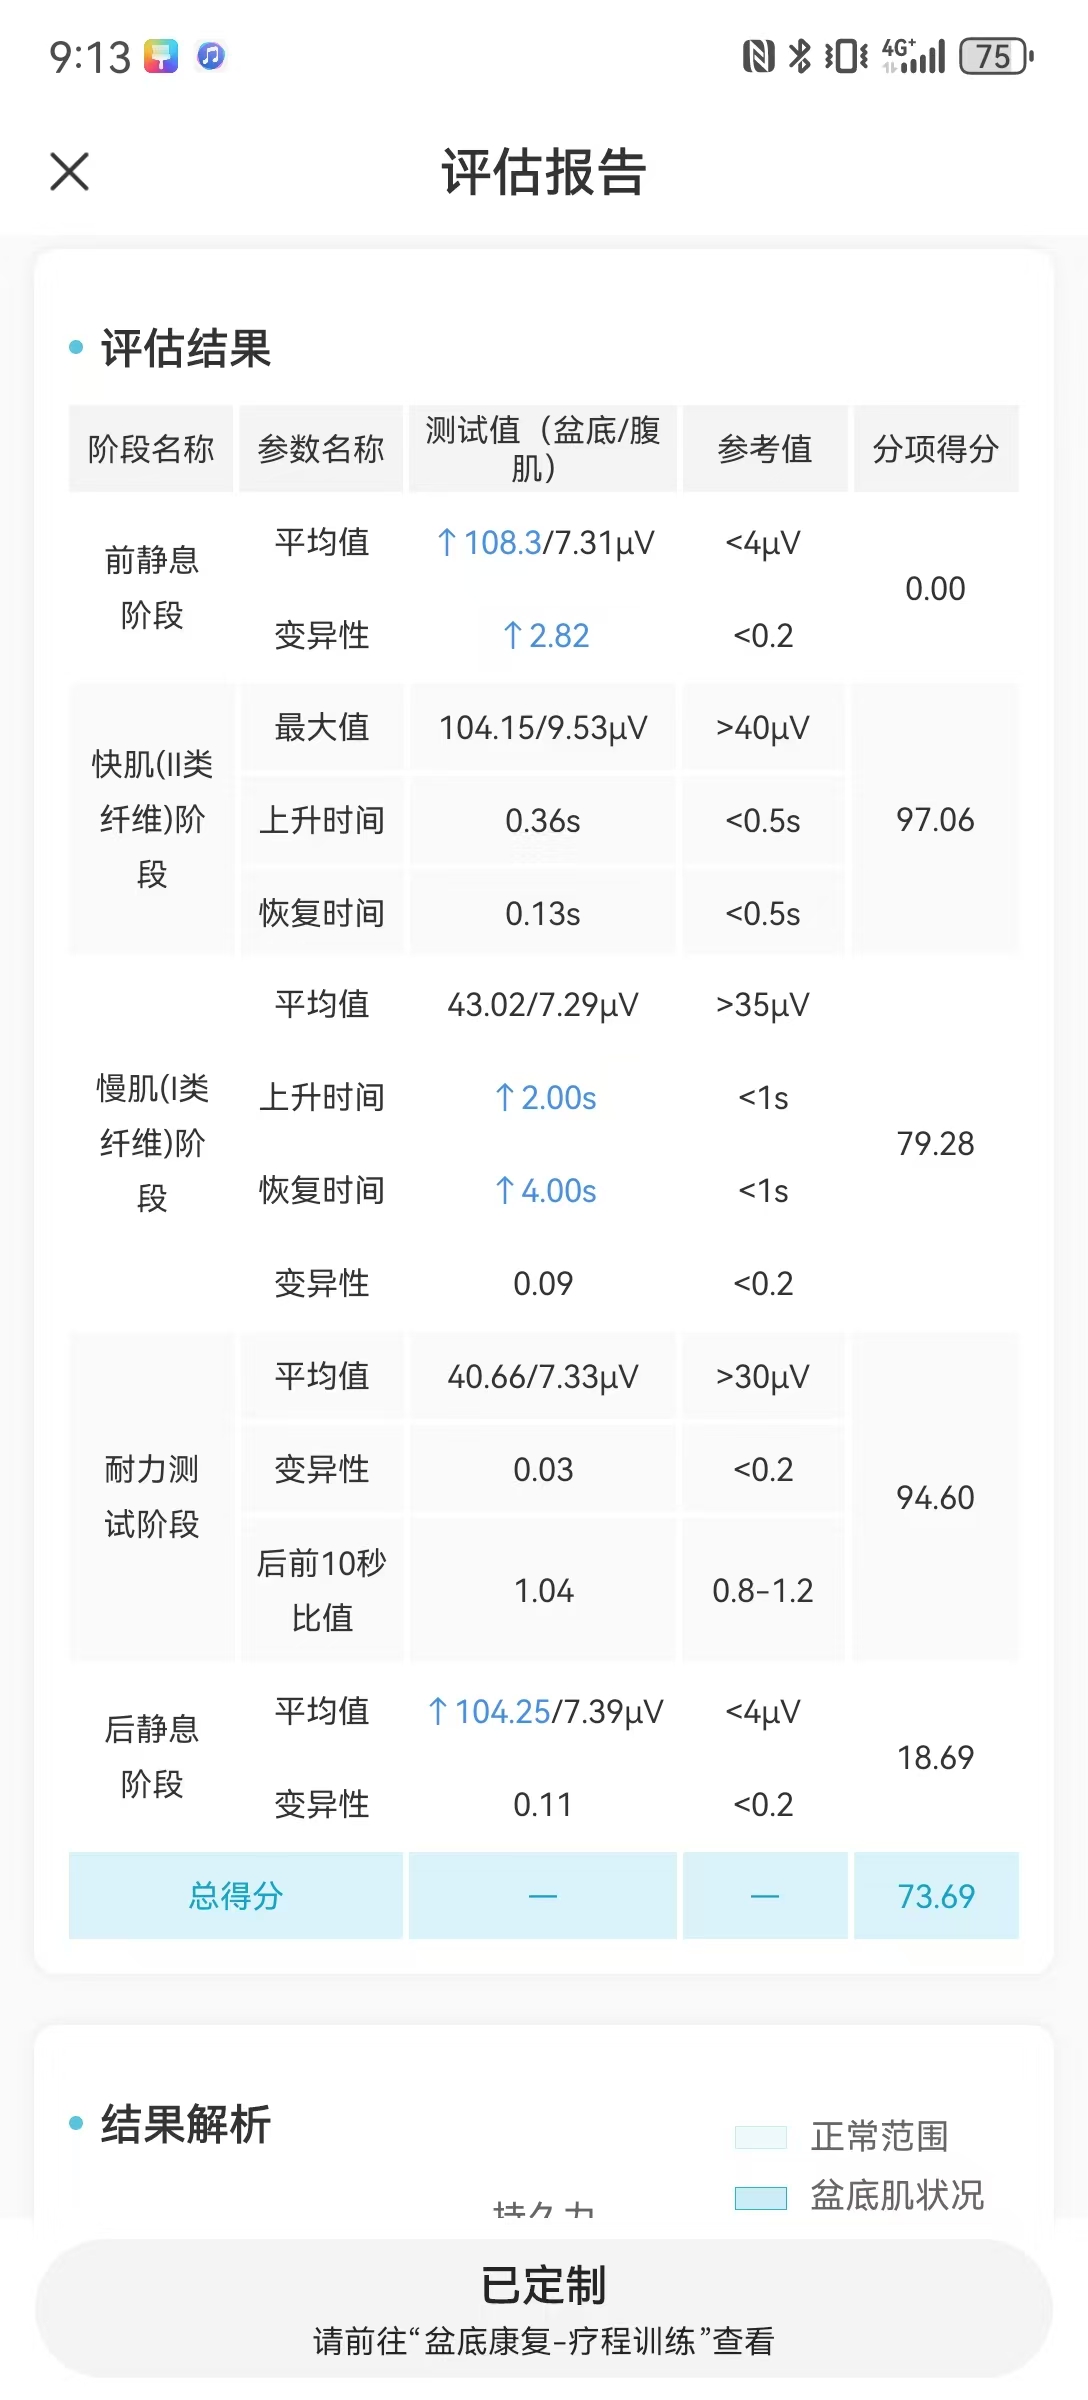 9:13
4G+
75
评估报告
评估结果
阶段名称 参数名称 测试值（盆底/腹肌） 参考值 分项得分
前静息阶段 平均值 ↑108.3/7.31μV <4μV 0.00
变异性 ↑2.82 <0.2
快肌(II类纤维)阶段 最大值 104.15/9.53μV >40μV 97.06
上升时间 0.36s <0.5s
恢复时间 0.13s <0.5s
慢肌(I类纤维)阶段 平均值 43.02/7.29μV >35μV 79.28
上升时间 ↑2.00s <1s
恢复时间 ↑4.00s <1s
变异性 0.09 <0.2
耐力测试阶段 平均值 40.66/7.33μV >30μV 94.60
变异性 0.03 <0.2
后前10秒比值 1.04 0.8-1.2
后静息阶段 平均值 ↑104.25/7.39μV <4μV 18.69
变异性 0.11 <0.2
总得分 — — 73.69
结果解析
正常范围
盆底肌状况
持久力
已定制
请前往“盆底康复-疗程训练”查看